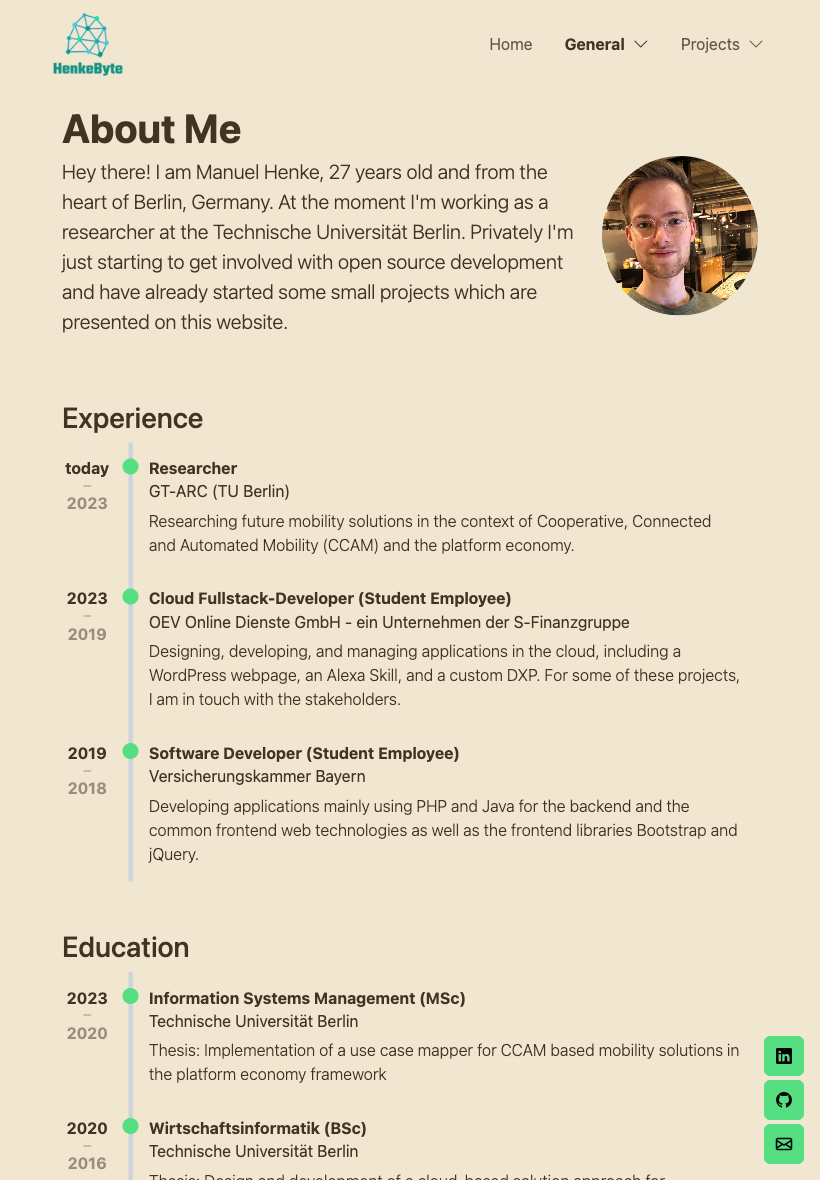 HenkeByte
Home General Projects
About Me
Hey there! I am Manuel Henke, 27 years old and from the
heart of Berlin, Germany. At the moment I'm working as a
researcher at the Technische Universität Berlin. Privately I'm
just starting to get involved with open source development
and have already started some small projects which are
presented on this website.
Experience
today
–
2023
Researcher
GT-ARC (TU Berlin)
Researching future mobility solutions in the context of Cooperative, Connected
and Automated Mobility (CCAM) and the platform economy.
2023
–
2019
Cloud Fullstack-Developer (Student Employee)
OEV Online Dienste GmbH - ein Unternehmen der S-Finanzgruppe
Designing, developing, and managing applications in the cloud, including a
WordPress webpage, an Alexa Skill, and a custom DXP. For some of these projects,
I am in touch with the stakeholders.
2019
–
2018
Software Developer (Student Employee)
Versicherungskammer Bayern
Developing applications mainly using PHP and Java for the backend and the
common frontend web technologies as well as the frontend libraries Bootstrap and
jQuery.
Education
2023
–
2020
Information Systems Management (MSc)
Technische Universität Berlin
Thesis: Implementation of a use case mapper for CCAM based mobility solutions in
the platform economy framework
2020
–
2016
Wirtschaftsinformatik (BSc)
Technische Universität Berlin
Thesis: Design and development of a cloud-based solution approach for